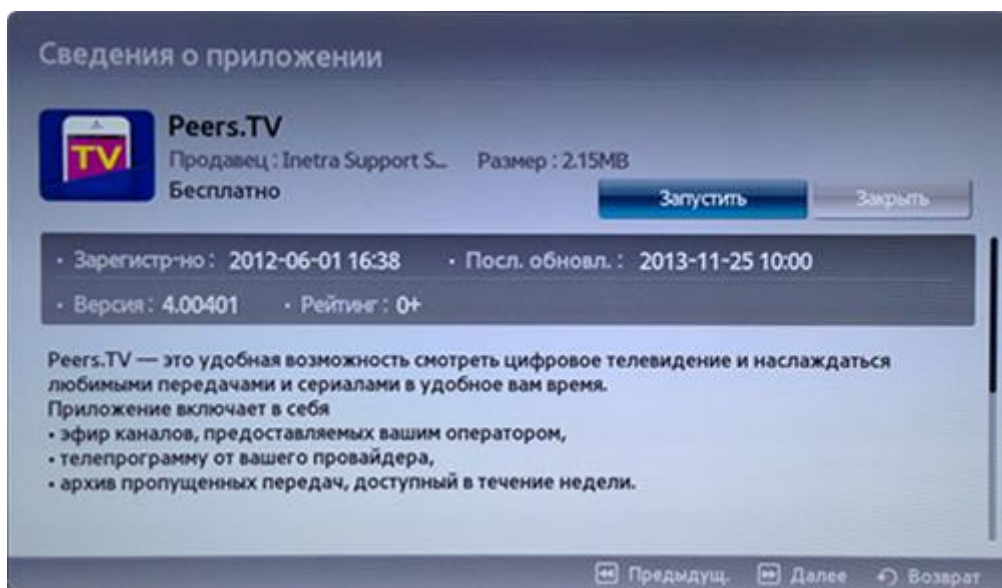 Сведения о приложении
TV
Peers.TV
Продавец : Inetra Support S... Размер : 2.15MB
Бесплатно
Запустить Закрыть
• Зарегистр-но : 2012-06-01 16:38 • Посл. обновл. : 2013-11-25 10:00
• Версия : 4.00401 • Рейтинг : 0+
Peers.TV — это удобная возможность смотреть цифровое телевидение и наслаждаться
любимыми передачами и сериалами в удобное вам время.
Приложение включает в себя
• эфир каналов, предоставляемых вашим оператором,
• телепрограмму от вашего провайдера,
• архив пропущенных передач, доступный в течение недели.
Предыдущ. Далее Возврат